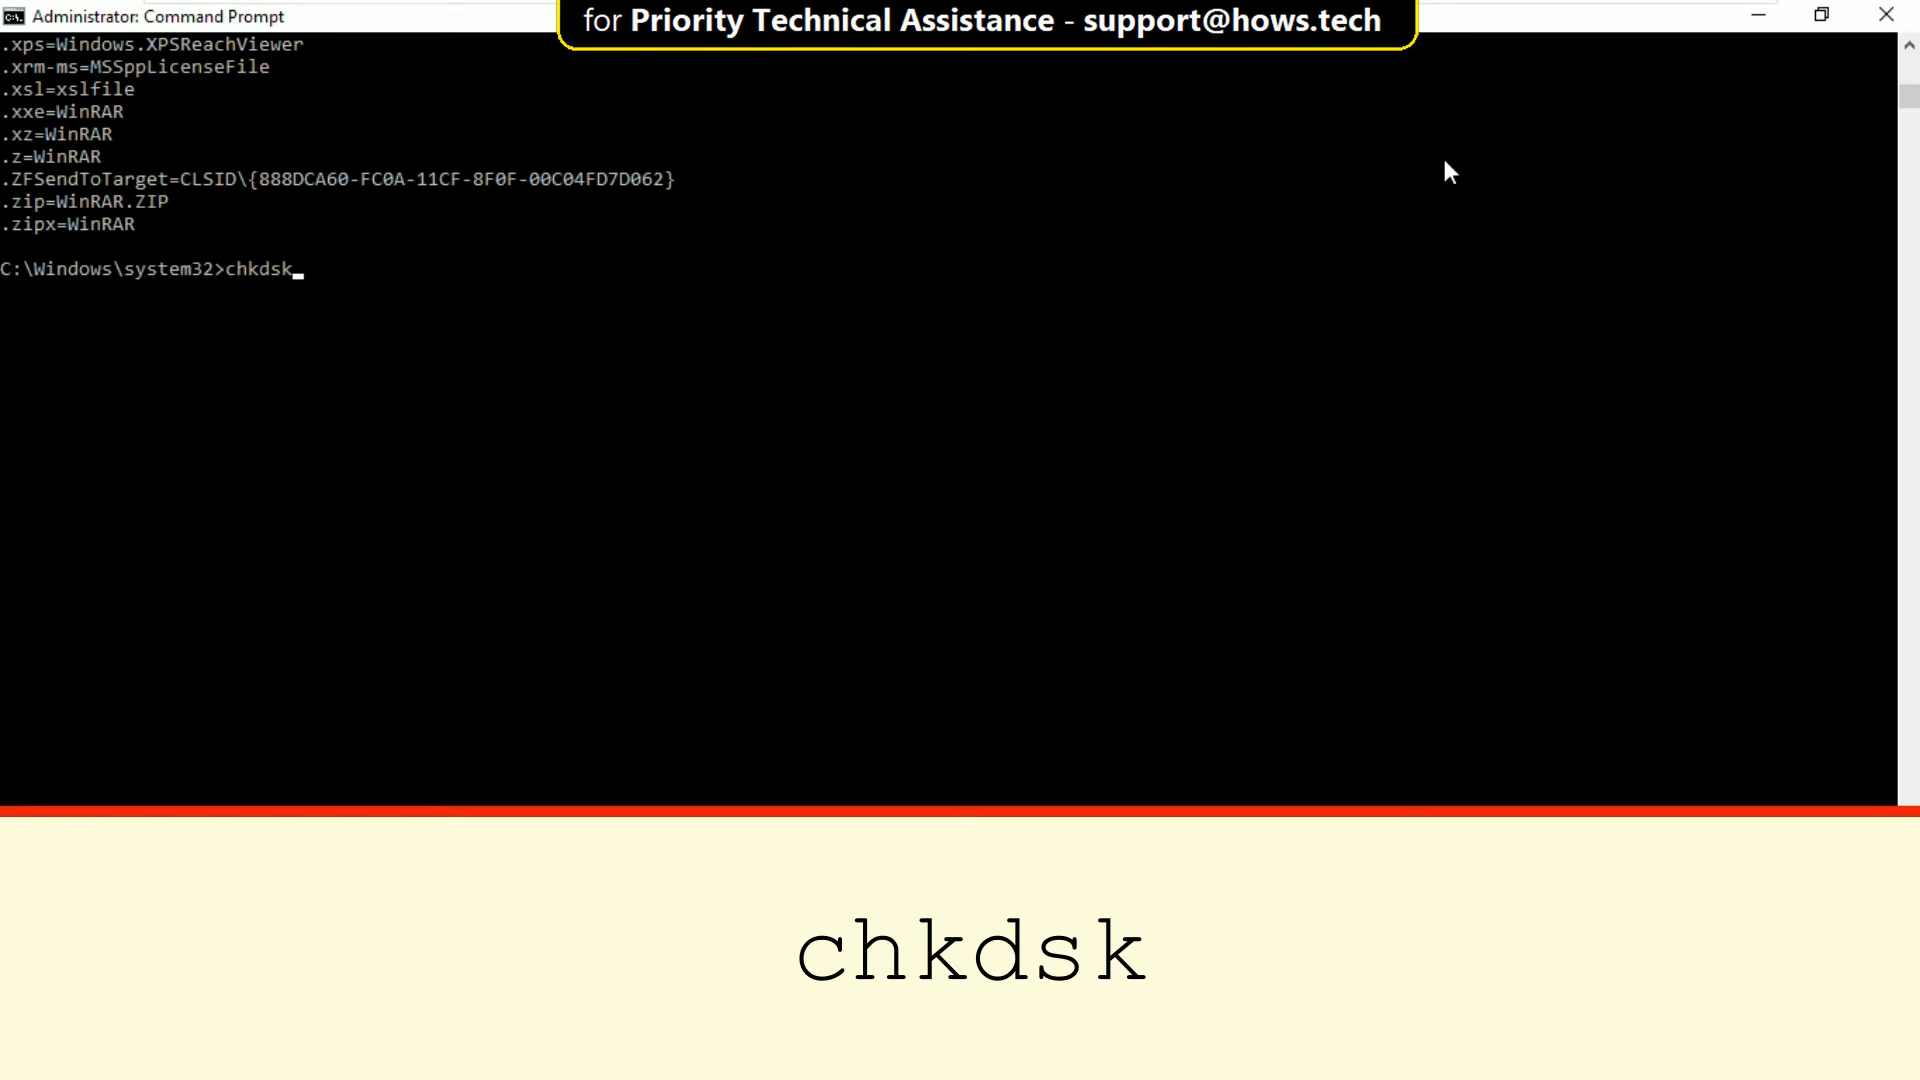 Administrator: Command Prompt
for Priority Technical Assistance - support@hows.tech
.xps=Windows.XPSReachViewer
.xrm-ms=MSSppLicenseFile
.xsl=xslfile
.xxe=WinRAR
.xz=WinRAR
.z=WinRAR
.ZFSendToTarget=CLSID\{888DCA60-FC0A-11CF-8F0F-00C04FD7D062}
.zip=WinRAR.ZIP
.zipx=WinRAR
C:\Windows\system32>chkdsk_
chkdsk